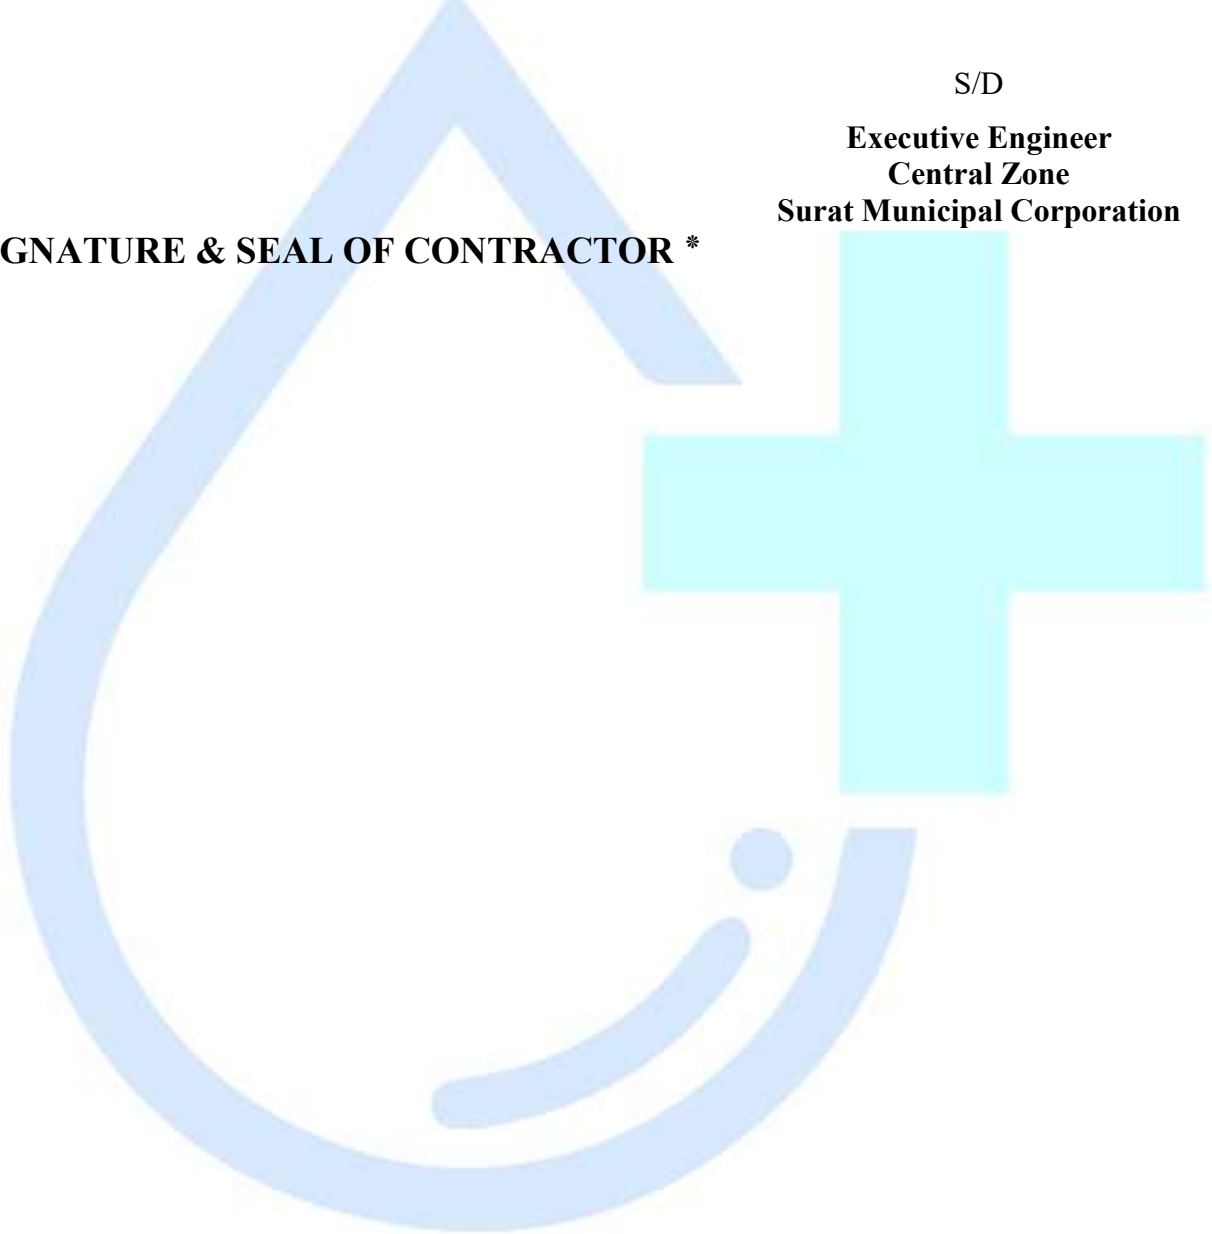 S/D
Executive Engineer
Central Zone
Surat Municipal Corporation
GNATURE & SEAL OF CONTRACTOR *